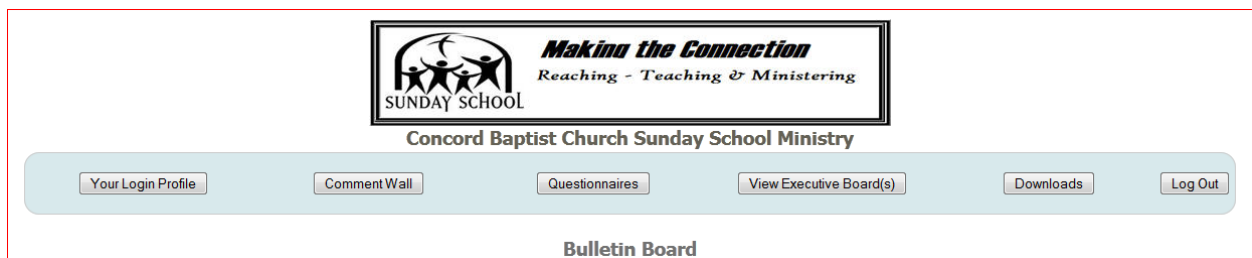 Making the Connection
Reaching - Teaching & Ministering
SUNDAY SCHOOL
Concord Baptist Church Sunday School Ministry
Your Login Profile
Comment Wall
Questionnaires
View Executive Board(s)
Downloads
Log Out
Bulletin Board